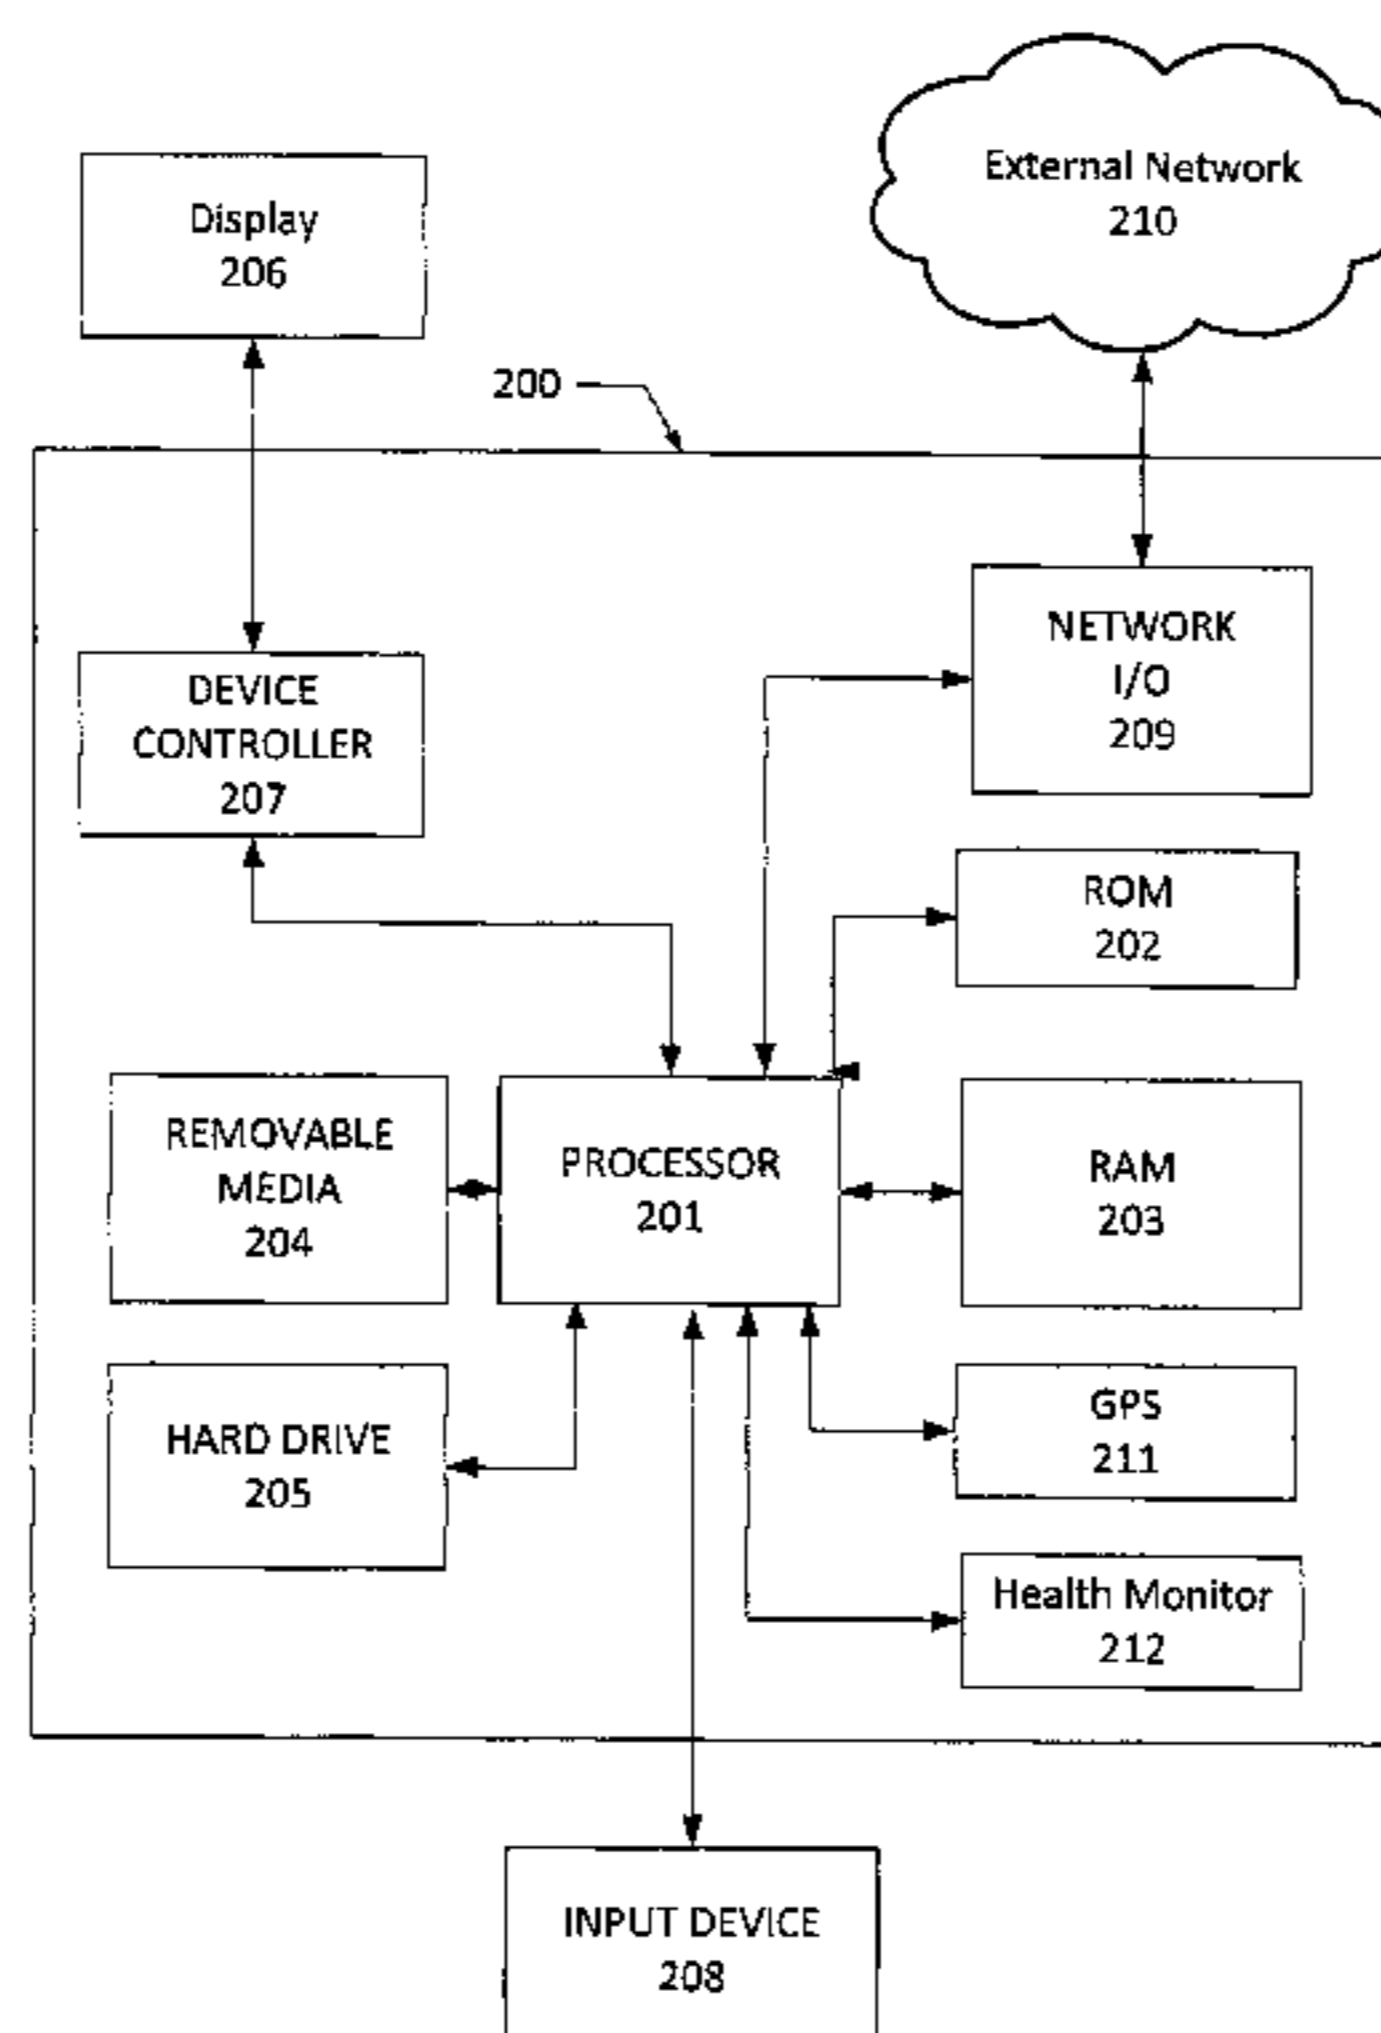 External Network
210
Display
206
200
NETWORK
I/O
209
DEVICE
CONTROLLER
207
ROM
202
REMOVABLE
MEDIA
204
PROCESSOR
201
RAM
203
HARD DRIVE
205
GPS
211
Health Monitor
212
INPUT DEVICE
208